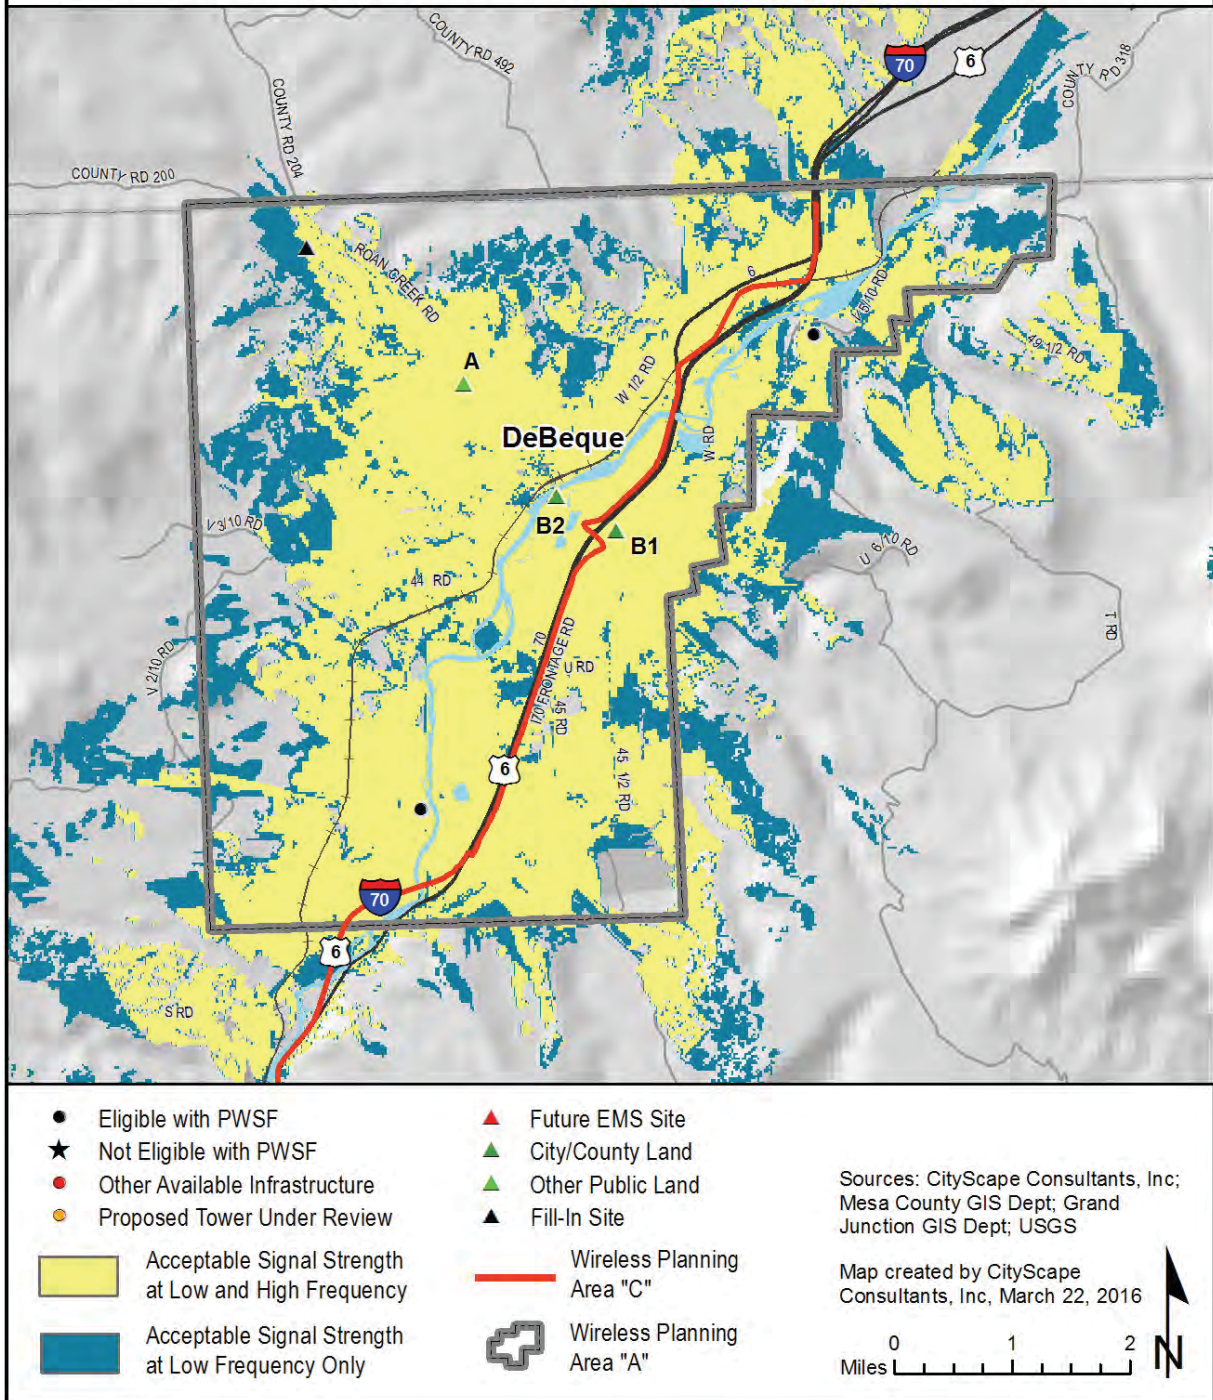 COUNTY RD 492
70
6
COUNTY RD 318
COUNTY RD 204
COUNTY RD 200
ROAN CREEK RD
6
V 5/10 RD
49 1/2 RD
A
W 1/2 RD
DeBeque
W RD
B2
B1
V 3/10 RD
U 6/10 RD
44 RD
T RD
70
I70 FRONTAGE RD
U RD
V 2/10 RD
45 RD
6
45 1/2 RD
70
6
S RD
Eligible with PWSF
Not Eligible with PWSF
Other Available Infrastructure
Proposed Tower Under Review
Acceptable Signal Strength
at Low and High Frequency
Acceptable Signal Strength
at Low Frequency Only
Future EMS Site
City/County Land
Other Public Land
Fill-In Site
Wireless Planning
Area "C"
Wireless Planning
Area "A"
Sources: CityScape Consultants, Inc;
Mesa County GIS Dept; Grand
Junction GIS Dept; USGS
Map created by CityScape
Consultants, Inc, March 22, 2016
0 1 2
Miles
N